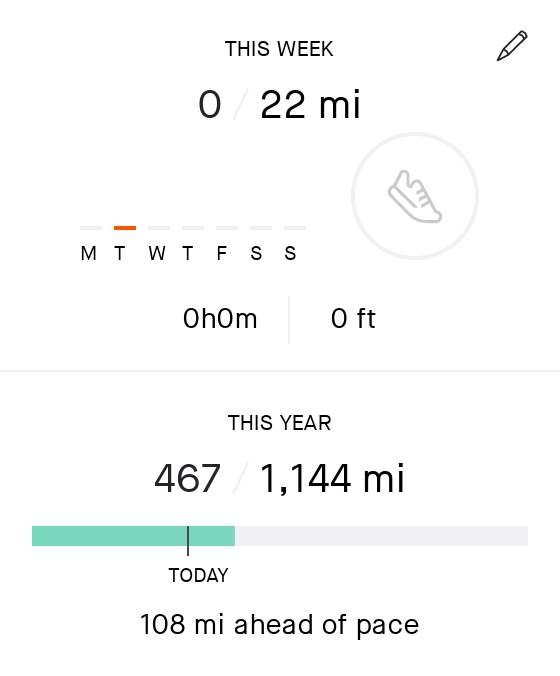 THIS WEEK
0 / 22 mi
M T W T F S S
0h0m 0 ft
THIS YEAR
467 / 1,144 mi
TODAY
108 mi ahead of pace